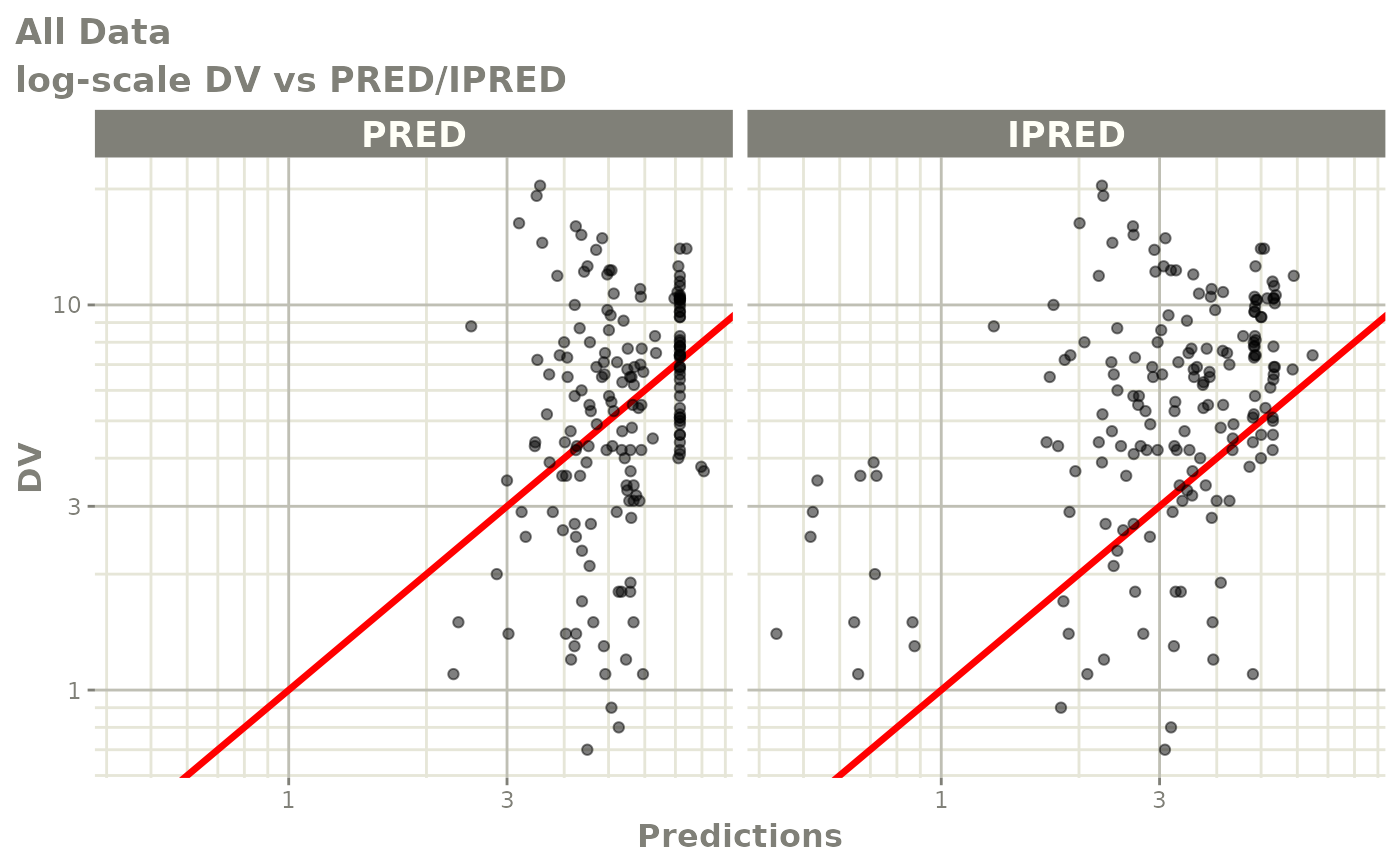 All Data
log-scale DV vs PRED/IPRED
PRED
IPRED
10
3
1
DV
1
3
1
3
Predictions